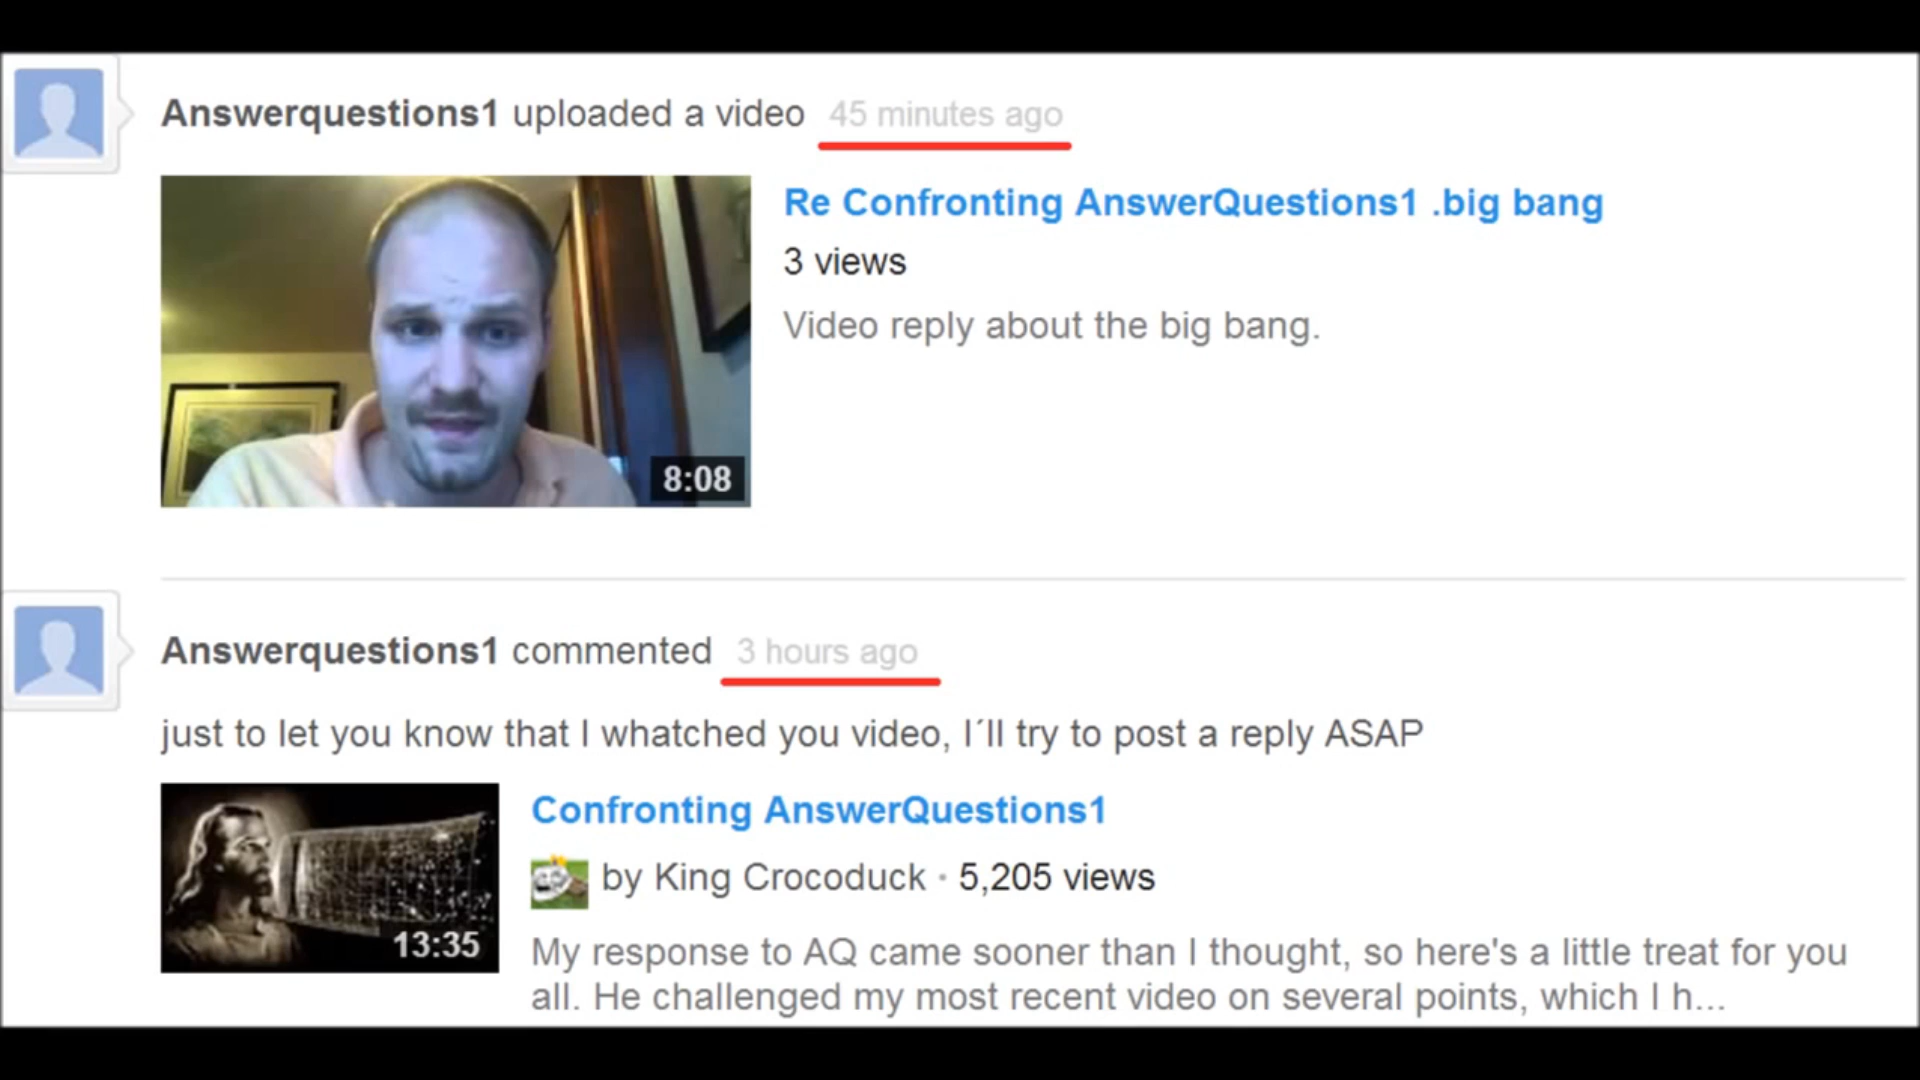 Answerquestions1 uploaded a video 45 minutes ago
Re Confronting AnswerQuestions1 .big bang
3 views
Video reply about the big bang.
8:08
Answerquestions1 commented 3 hours ago
just to let you know that I whatched you video, I´ll try to post a reply ASAP
Confronting AnswerQuestions1
by King Crocoduck · 5,205 views
13:35
My response to AQ came sooner than I thought, so here's a little treat for you
all. He challenged my most recent video on several points, which I h...